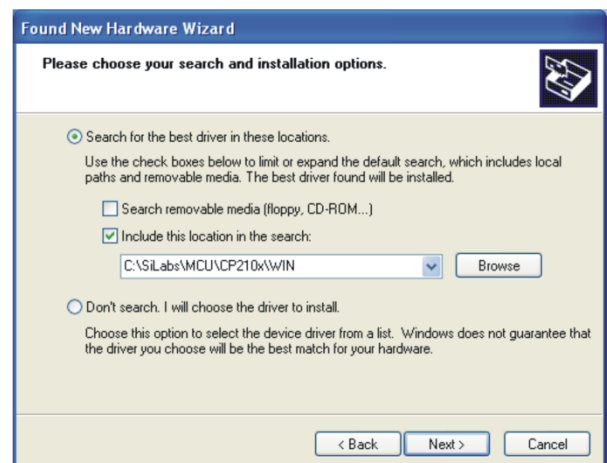 Found New Hardware Wizard
Please choose your search and installation options.
Search for the best driver in these locations.
Use the check boxes below to limit or expand the default search, which includes local
paths and removable media. The best driver found will be installed.
Search removable media (floppy, CD-ROM...)
Include this location in the search:
C:\SiLabs\MCU\CP210x\WIN
Browse
Don't search. I will choose the driver to install.
Choose this option to select the device driver from a list. Windows does not guarantee that
the driver you choose will be the best match for your hardware.
< Back Next > Cancel